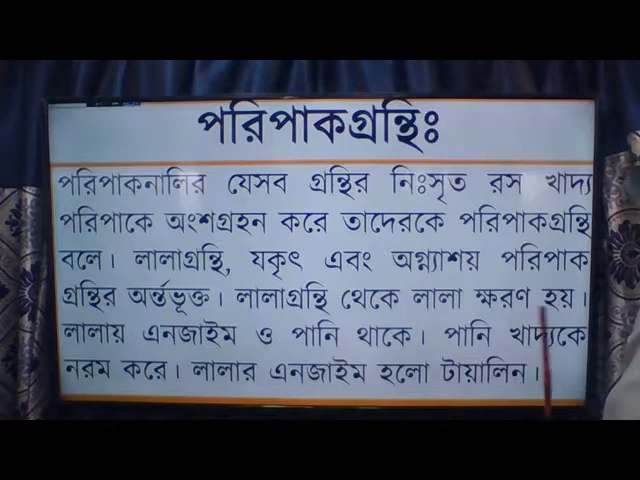 পরিপাকগ্রন্থিঃ
পরিপাকনালির যেসব গ্রন্থির নিঃসৃত রস খাদ্য
পরিপাকে অংশগ্রহন করে তাদেরকে পরিপাকগ্রন্থি
বলে। লালাগ্রন্থি, যকৃৎ এবং অগ্ন্যাশয় পরিপাক
গ্রন্থির অর্ন্তভূক্ত। লালাগ্রন্থি থেকে লালা ক্ষরণ হয়।
লালায় এনজাইম ও পানি থাকে। পানি খাদ্যকে
নরম করে। লালার এনজাইম হলো টায়ালিন।